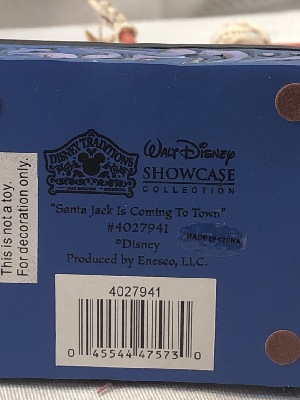 DISNEY TRADITIONS
Walt Disney
SHOWCASE
COLLECTION
"Santa Jack Is Coming To Town"
#4027941
MADE IN CHINA
©Disney
Produced by Enesco, LLC.
This is not a toy.
For decoration only.
4027941
0 45544 47573 0